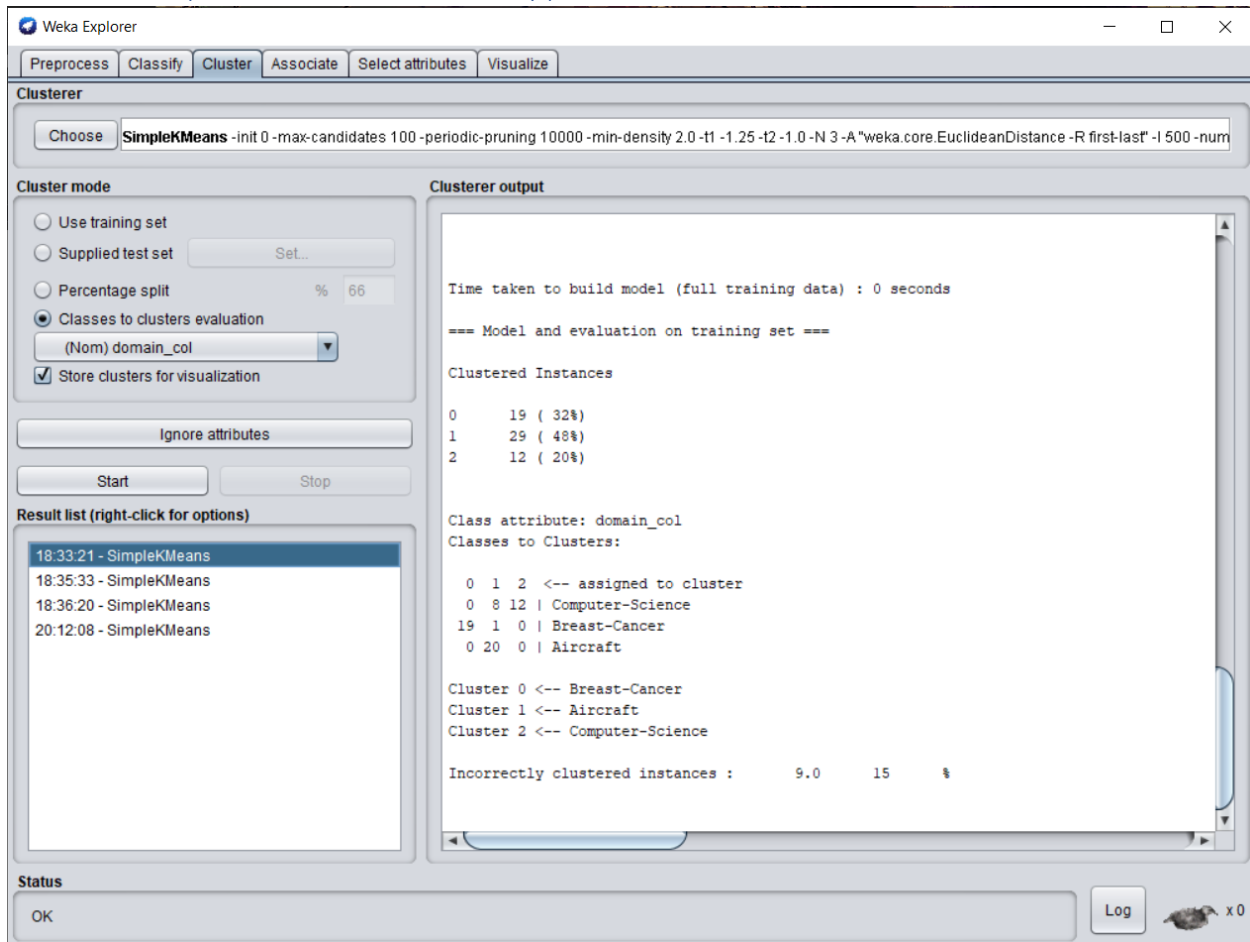 Weka Explorer
Preprocess Classify Cluster Associate Select attributes Visualize
Clusterer
Choose SimpleKMeans -init 0 -max-candidates 100 -periodic-pruning 10000 -min-density 2.0 -t1 -1.25 -t2 -1.0 -N 3 -A "weka.core.EuclideanDistance -R first-last" -I 500 -num
Cluster mode
Use training set
Supplied test set Set...
Percentage split % 66
Classes to clusters evaluation
(Nom) domain_col
Store clusters for visualization
Ignore attributes
Start Stop
Result list (right-click for options)
18:33:21 - SimpleKMeans
18:35:33 - SimpleKMeans
18:36:20 - SimpleKMeans
20:12:08 - SimpleKMeans
Clusterer output
Time taken to build model (full training data) : 0 seconds
=== Model and evaluation on training set ===
Clustered Instances
0 19 ( 32%)
1 29 ( 48%)
2 12 ( 20%)
Class attribute: domain_col
Classes to Clusters:
0 1 2 <-- assigned to cluster
0 8 12 | Computer-Science
19 1 0 | Breast-Cancer
0 20 0 | Aircraft
Cluster 0 <-- Breast-Cancer
Cluster 1 <-- Aircraft
Cluster 2 <-- Computer-Science
Incorrectly clustered instances : 9.0 15 %
Status
OK
Log x 0